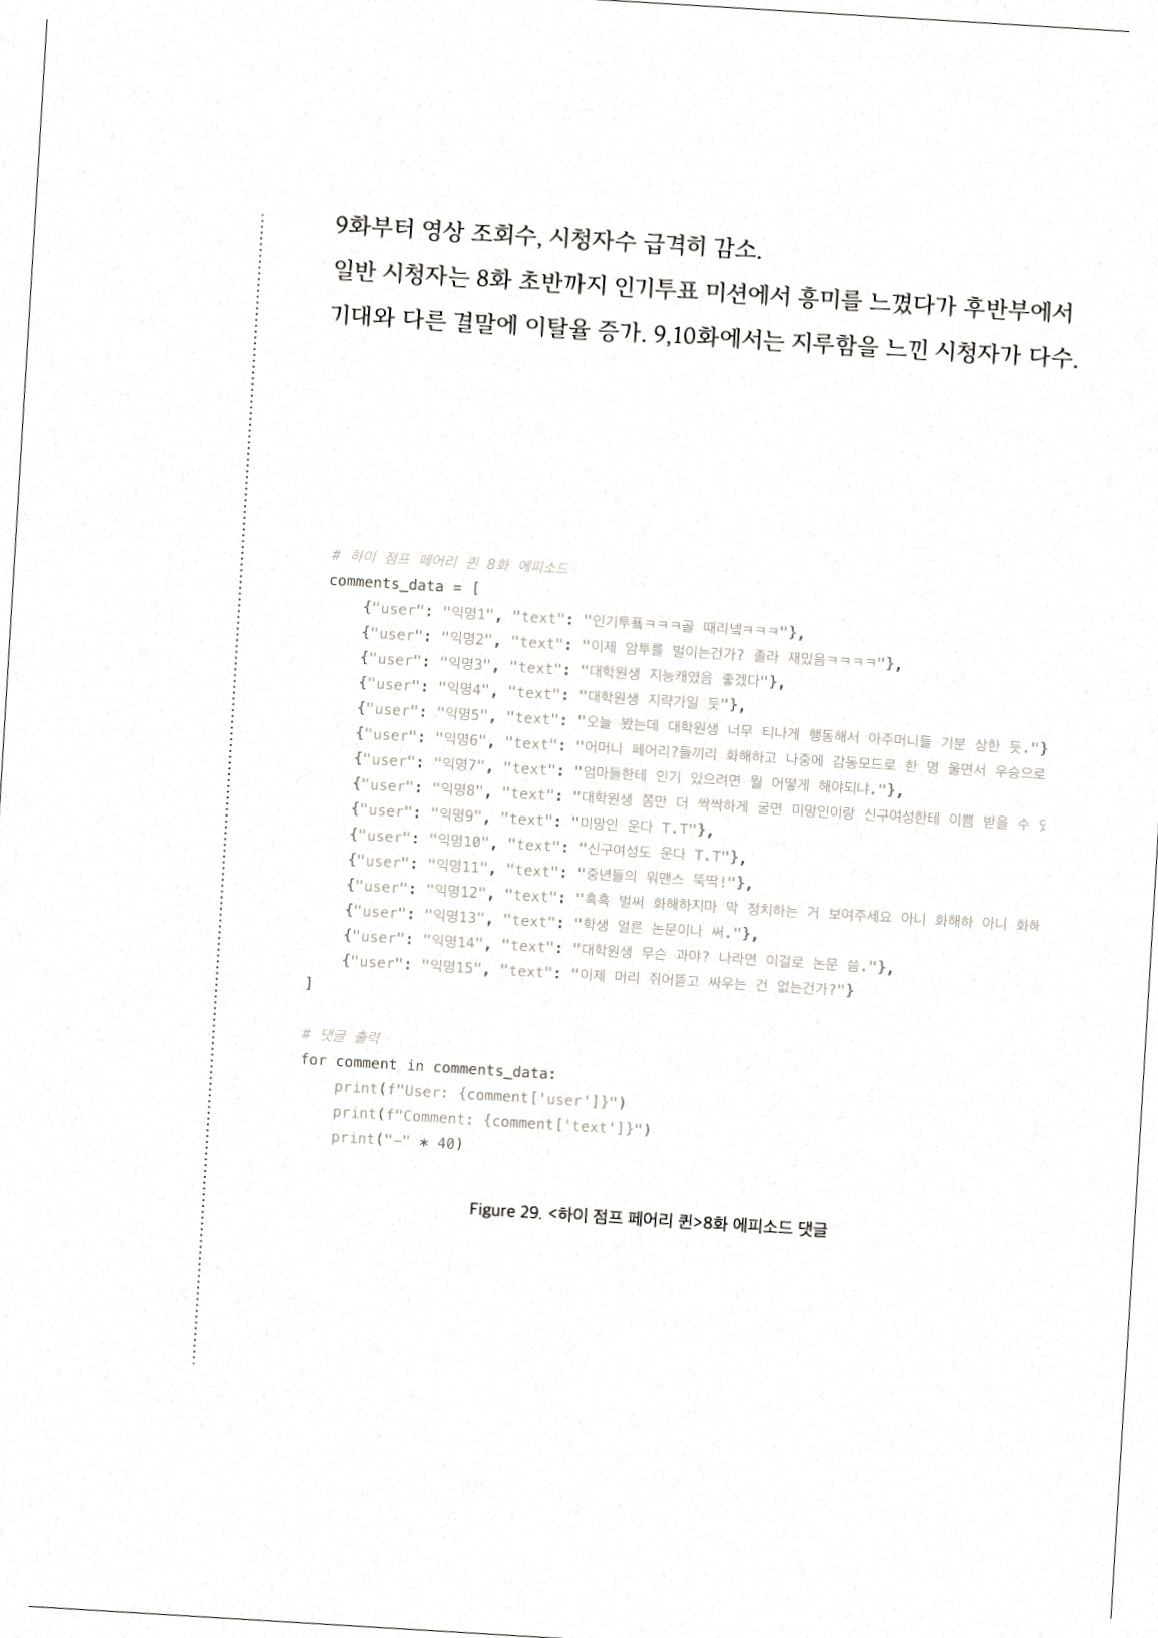 9화부터 영상 조회수, 시청자수 급격히 감소.
일반 시청자는 8화 초반까지 인기투표 미션에서 흥미를 느꼈다가 후반부에서
기대와 다른 결말에 이탈율 증가. 9,10화에서는 지루함을 느낀 시청자가 다수.
# 하이 점프 페어리 퀸 8화 에피소드
comments_data = [
{"user": "익명1", "text": "인기투푴ㅋㅋㅋ골 때리넼ㅋㅋㅋ"},
{"user": "익명2", "text": "이제 암투를 벌이는건가? 졸라 재밌음ㅋㅋㅋㅋ"},
{"user": "익명3", "text": "대학원생 지능캐였음 좋겠다"},
{"user": "익명4", "text": "대학원생 지략가일 듯"},
{"user": "익명5", "text": "오늘 봤는데 대학원생 너무 티나게 행동해서 아주머니들 기분 상한 듯."}
{"user": "익명6", "text": "어머니 페어리?들끼리 화해하고 나중에 감동모드로 한 명 울면서 우승으로
{"user": "익명7", "text": "엄마들한테 인기 있으려면 뭘 어떻게 해야되냐."},
{"user": "익명8", "text": "대학원생 쫌만 더 싹싹하게 굴면 미망인이랑 신구여성한테 이쁨 받을 수
{"user": "익명9", "text": "미망인 운다 T.T"},
{"user": "익명10", "text": "신구여성도 운다 T.T"},
{"user": "익명11", "text": "중년들의 워맨스 뚝딱!"},
{"user": "익명12", "text": "흑흑 벌써 화해하지마 막 정치하는 거 보여주세요 아니 화해하 아니 화해
{"user": "익명13", "text": "학생 얼른 논문이나 써."},
{"user": "익명14", "text": "대학원생 무슨 과야? 나라면 이걸로 논문 씀."},
{"user": "익명15", "text": "이제 머리 쥐어뜯고 싸우는 건 없는건가?"}
]
# 댓글 출력
for comment in comments_data:
print(f"User: {comment['user']}")
print(f"Comment: {comment['text']}")
print("-" * 40)
Figure 29. <하이 점프 페어리 퀸>8화 에피소드 댓글